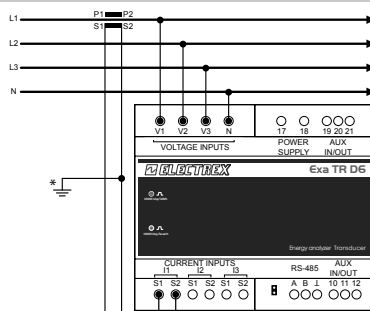 P1 P2
L1
S1 S2
L2
L3
N
V1 V2 V3 N
17 18 19 20 21
VOLTAGE INPUTS
POWER SUPPLY
AUX IN/OUT
ELECTREX
Exa TR D6
*
Energy analyzer Transducer
CURRENT INPUTS
I1 I2 I3
RS-485
AUX IN/OUT
S1 S2 S1 S2 S1 S2
A B ⊥ 10 11 12